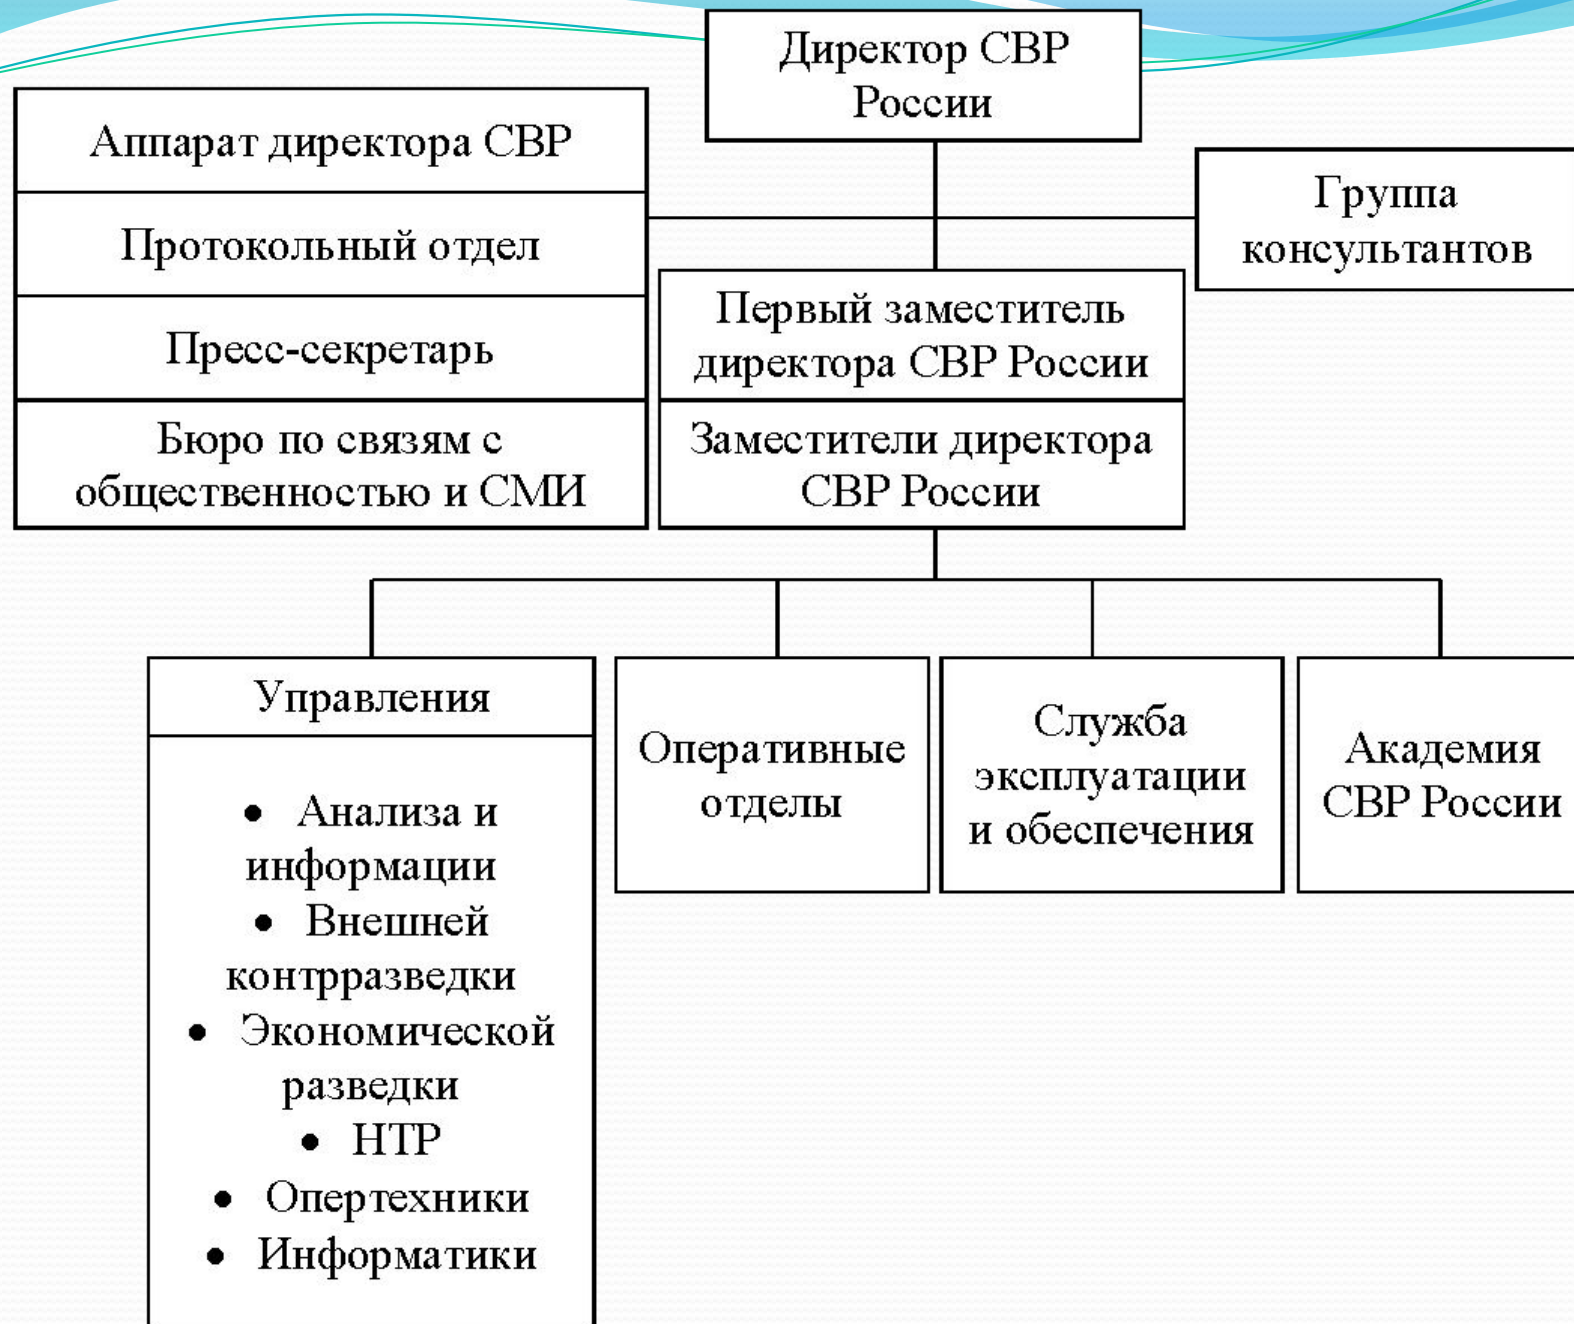 Директор СВР
России
Аппарат директора СВР
Протокольный отдел
Пресс-секретарь
Бюро по связям с
общественностью и СМИ
Группа
консультантов
Первый заместитель
директора СВР России
Заместители директора
СВР России
Управления
• Анализа и
информации
• Внешней
контрразведки
• Экономической
разведки
• НТР
• Опертехники
• Информатики
Оперативные
отделы
Служба
эксплуатации
и обеспечения
Академия
СВР России